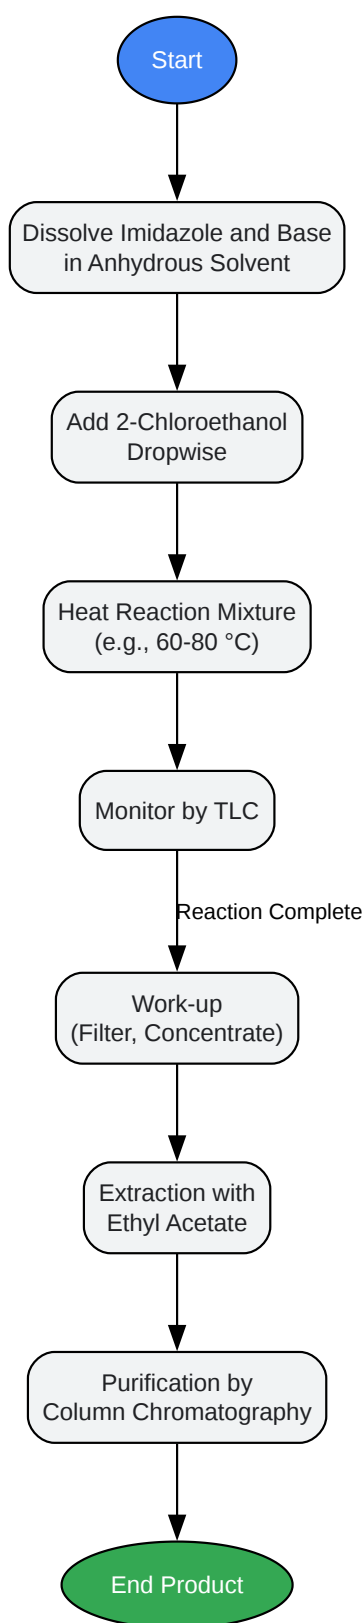 Start
Dissolve Imidazole and Base
in Anhydrous Solvent
Add 2-Chloroethanol
Dropwise
Heat Reaction Mixture
(e.g., 60-80 °C)
Monitor by TLC
Reaction Complete
Work-up
(Filter, Concentrate)
Extraction with
Ethyl Acetate
Purification by
Column Chromatography
End Product